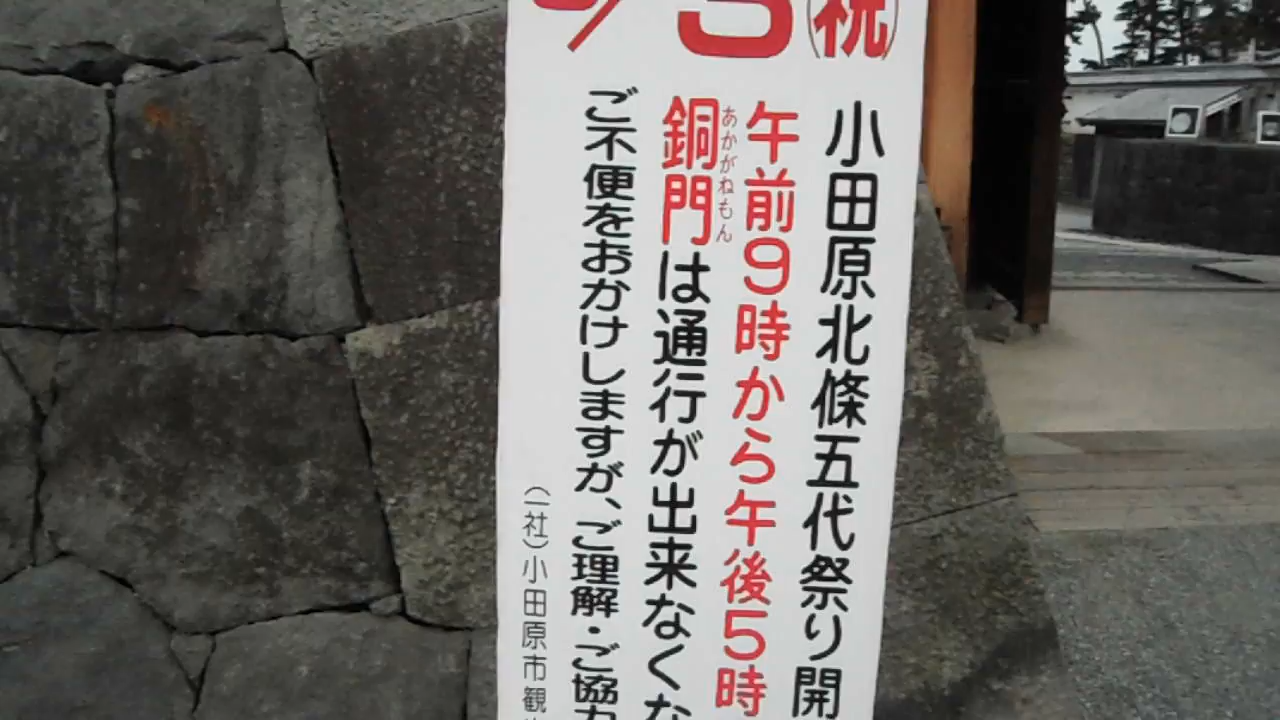 /3(祝)
小田原北條五代祭り開
午前9時から午後5時
あかがねもん
銅門は通行が出来なくな
ご不便をおかけしますが、ご理解・ご協力
(一社)小田原市観